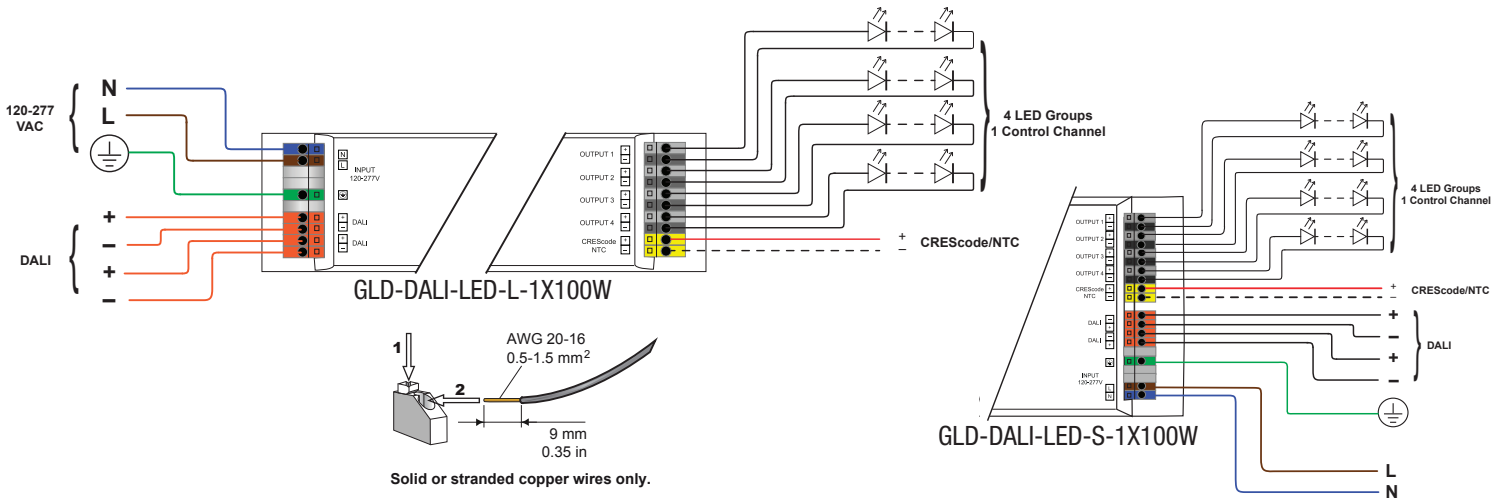 120-277
VAC
N
L
DALI
+
−
+
−
N
L
INPUT
120-277V
+
−
DALI
+
−
DALI
OUTPUT 1
+
−
OUTPUT 2
+
−
OUTPUT 3
+
−
OUTPUT 4
+
−
CREScode
NTC
+
−
4 LED Groups
1 Control Channel
+
−
CREScode/NTC
GLD-DALI-LED-L-1X100W
1
2
AWG 20-16
0.5-1.5 mm²
9 mm
0.35 in
Solid or stranded copper wires only.
OUTPUT 1
+
−
OUTPUT 2
+
−
OUTPUT 3
+
−
OUTPUT 4
+
−
CREScode
NTC
+
−
DALI
−
+
DALI
−
+
INPUT
120-277V
L
N
4 LED Groups
1 Control Channel
+
−
CREScode/NTC
+
−
+
−
DALI
L
N
GLD-DALI-LED-S-1X100W